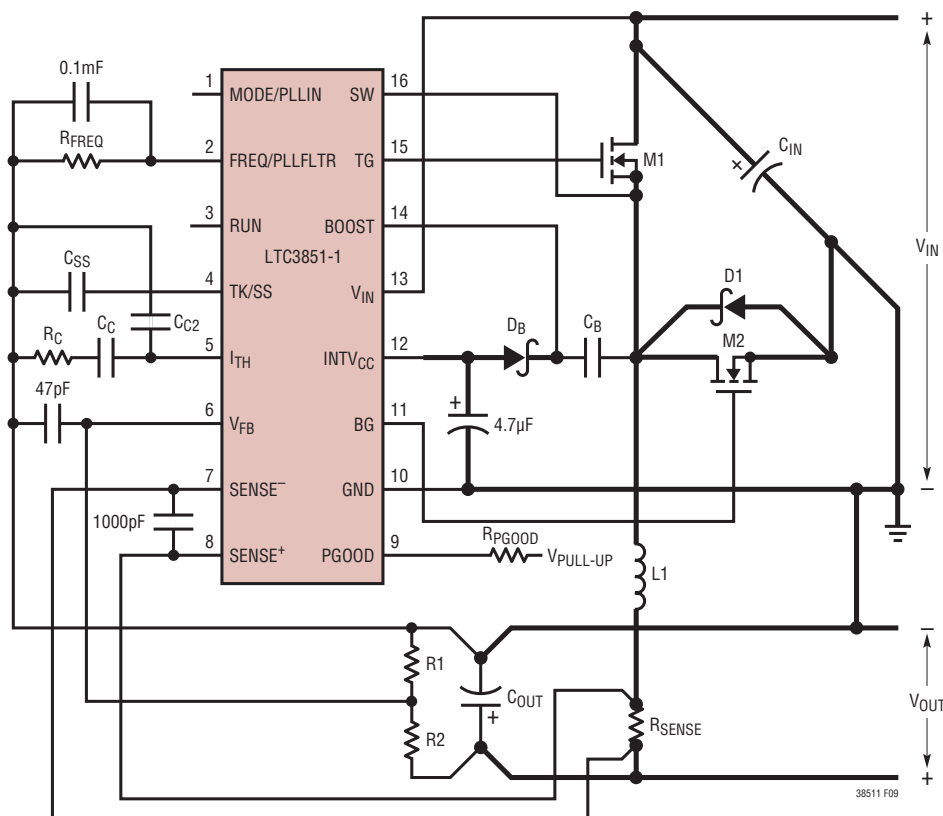 +
0.1mF
RFREQ
1
MODE/PLLIN
SW
16
2
FREQ/PLLFLTR
TG
15
M1
+
CIN
3
RUN
BOOST
14
LTC3851-1
CSS
4
TK/SS
VIN
13
VIN
D1
CC2
RC
CC
5
ITH
INTVCC
12
DB
CB
M2
47pF
6
VFB
BG
11
+
4.7µF
7
SENSE–
GND
10
–
1000pF
8
SENSE+
PGOOD
9
RPGOOD
VPULL-UP
L1
–
R1
COUT
+
R2
RSENSE
VOUT
+
38511 F09